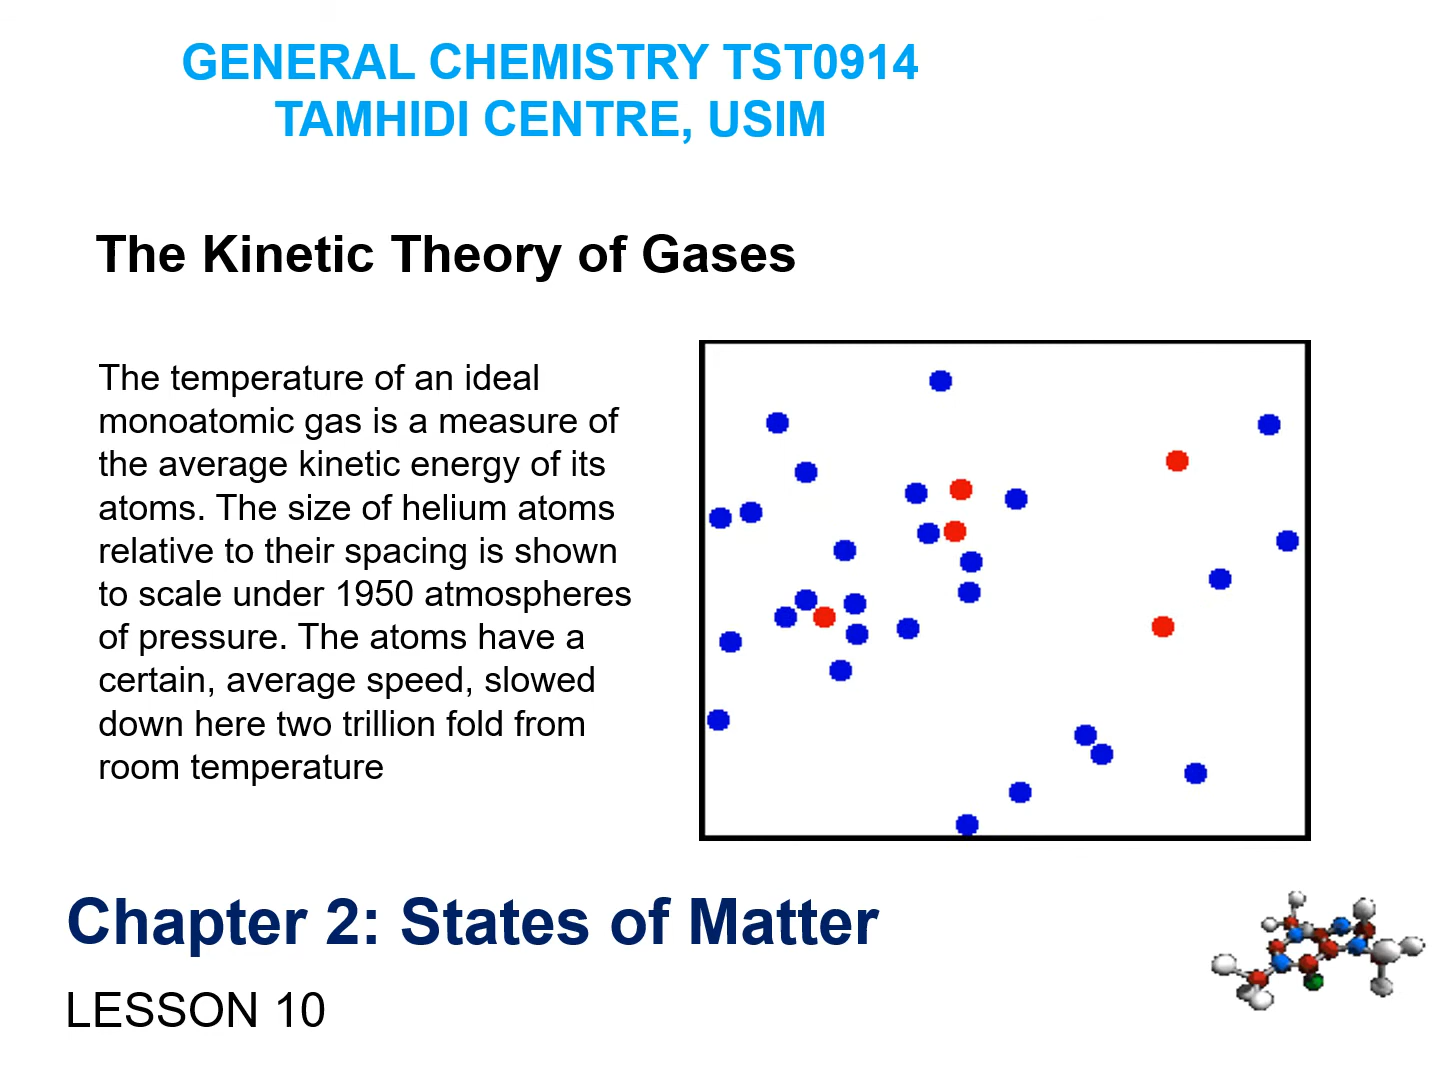 GENERAL CHEMISTRY TST0914
TAMHIDI CENTRE, USIM
The Kinetic Theory of Gases
The temperature of an ideal
monoatomic gas is a measure of
the average kinetic energy of its
atoms. The size of helium atoms
relative to their spacing is shown
to scale under 1950 atmospheres
of pressure. The atoms have a
certain, average speed, slowed
down here two trillion fold from
room temperature
Chapter 2: States of Matter
LESSON 10